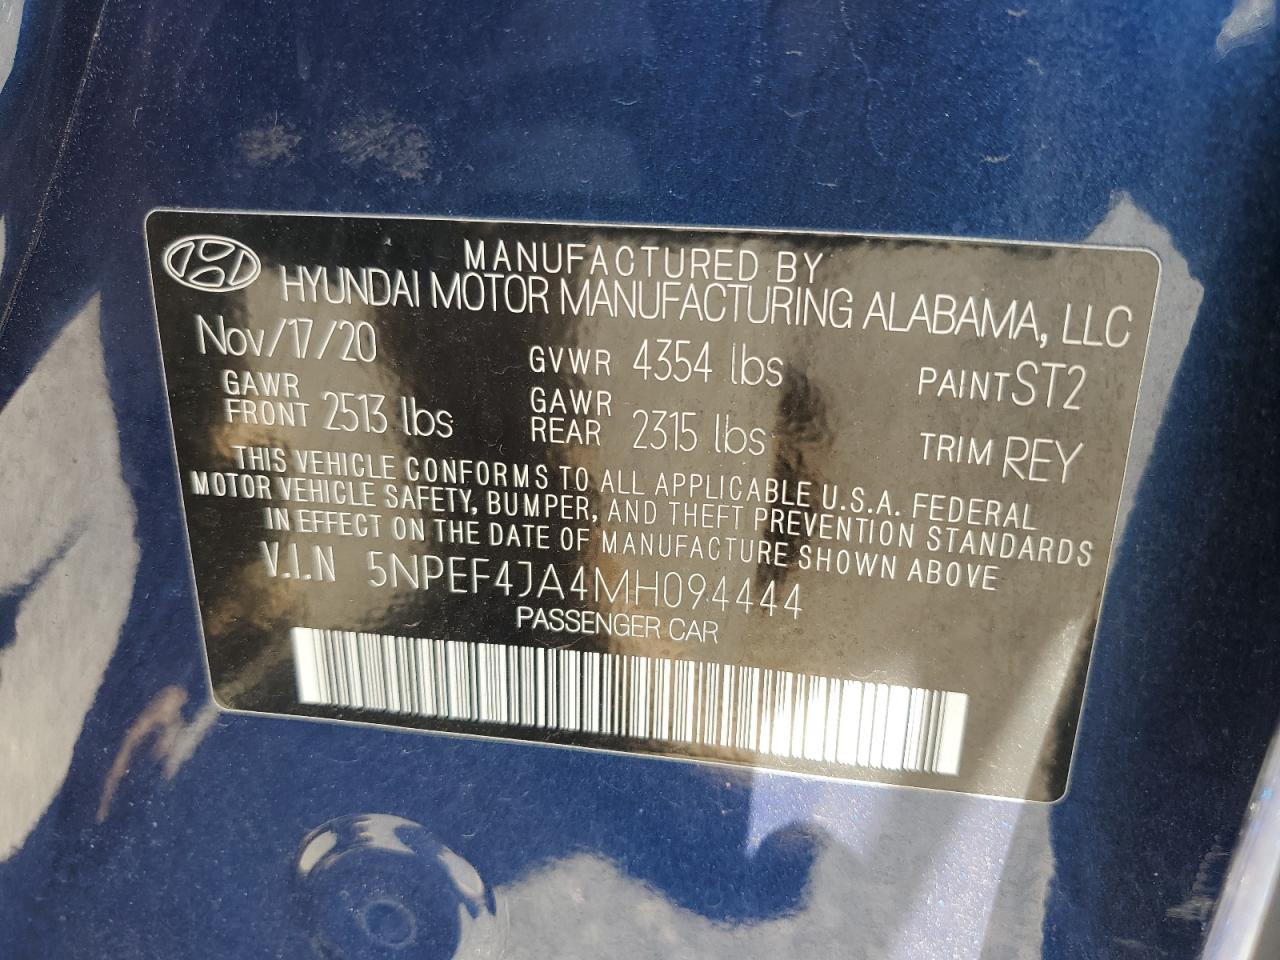 MANUFACTURED BY
HYUNDAI MOTOR MANUFACTURING ALABAMA, LLC
Nov/17/20 GVWR 4354 lbs PAINT ST2
GAWR FRONT 2513 lbs GAWR REAR 2315 lbs TRIM REY
THIS VEHICLE CONFORMS TO ALL APPLICABLE U.S.A. FEDERAL
MOTOR VEHICLE SAFETY, BUMPER, AND THEFT PREVENTION STANDARDS
IN EFFECT ON THE DATE OF MANUFACTURE SHOWN ABOVE
V.I.N 5NPEF4JA4MH094444
PASSENGER CAR